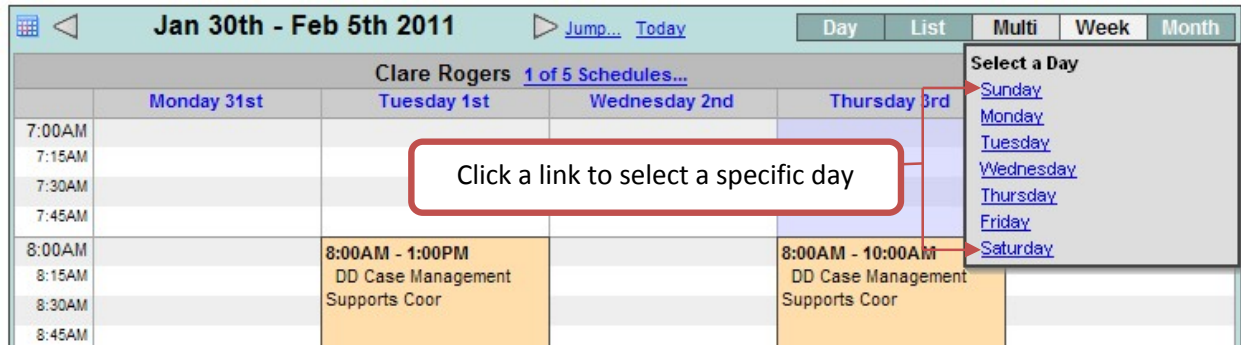 Jan 30th - Feb 5th 2011 Jump... Today Day List Multi Week Month
Clare Rogers 1 of 5 Schedules...
Select a Day
Sunday
Monday
Tuesday
Wednesday
Thursday
Friday
Saturday
Monday 31st Tuesday 1st Wednesday 2nd Thursday 3rd
Click a link to select a specific day
7:00AM
7:15AM
7:30AM
7:45AM
8:00AM 8:00AM - 1:00PM 8:00AM - 10:00AM
8:15AM DD Case Management DD Case Management
8:30AM Supports Coor Supports Coor
8:45AM